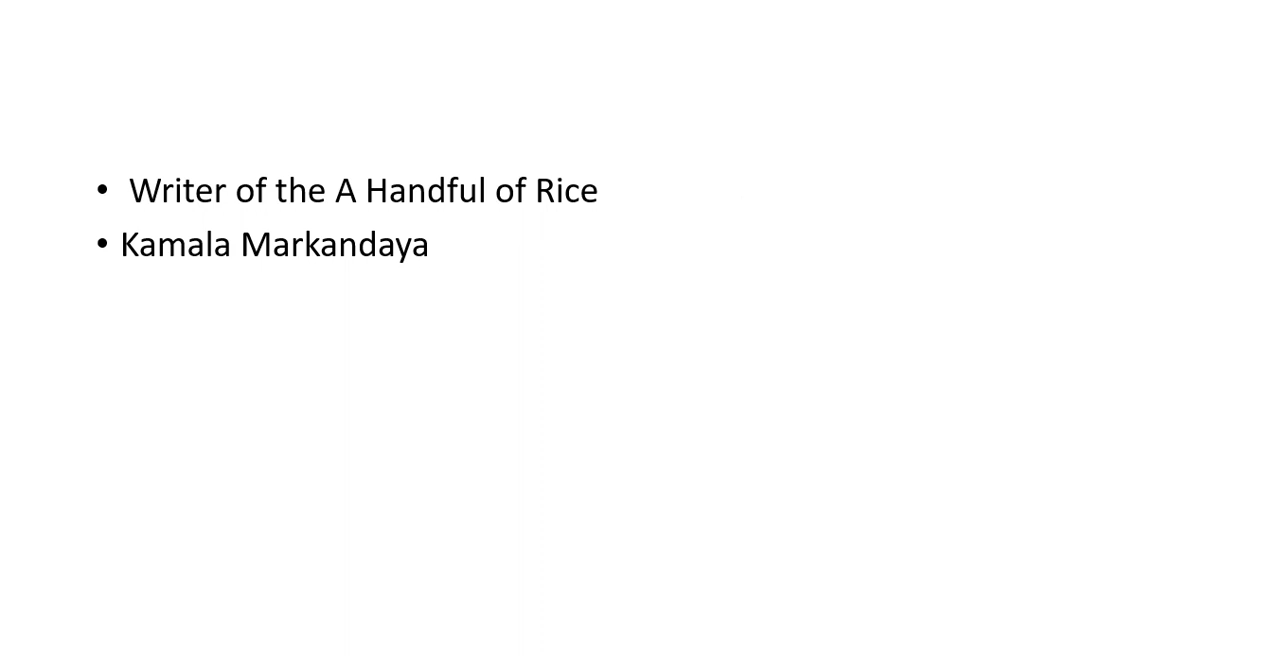 • Writer of the A Handful of Rice
• Kamala Markandaya